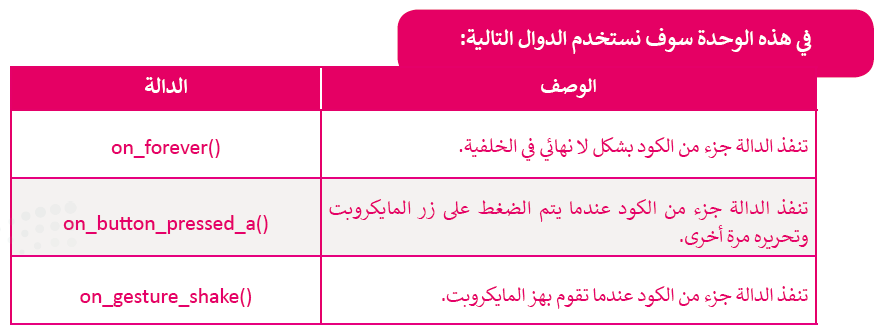 في هذه الوحدة سوف نستخدم الدوال التالية:
الوصف
الدالة
تنفذ الدالة جزء من الكود بشكل لا نهائي في الخلفية.
on_forever()
تنفذ الدالة جزء من الكود عندما يتم الضغط على زر المايكروبت
وتحريره مرة أخرى.
on_button_pressed_a()
تنفذ الدالة جزء من الكود عندما تقوم بهز المايكروبت.
on_gesture_shake()